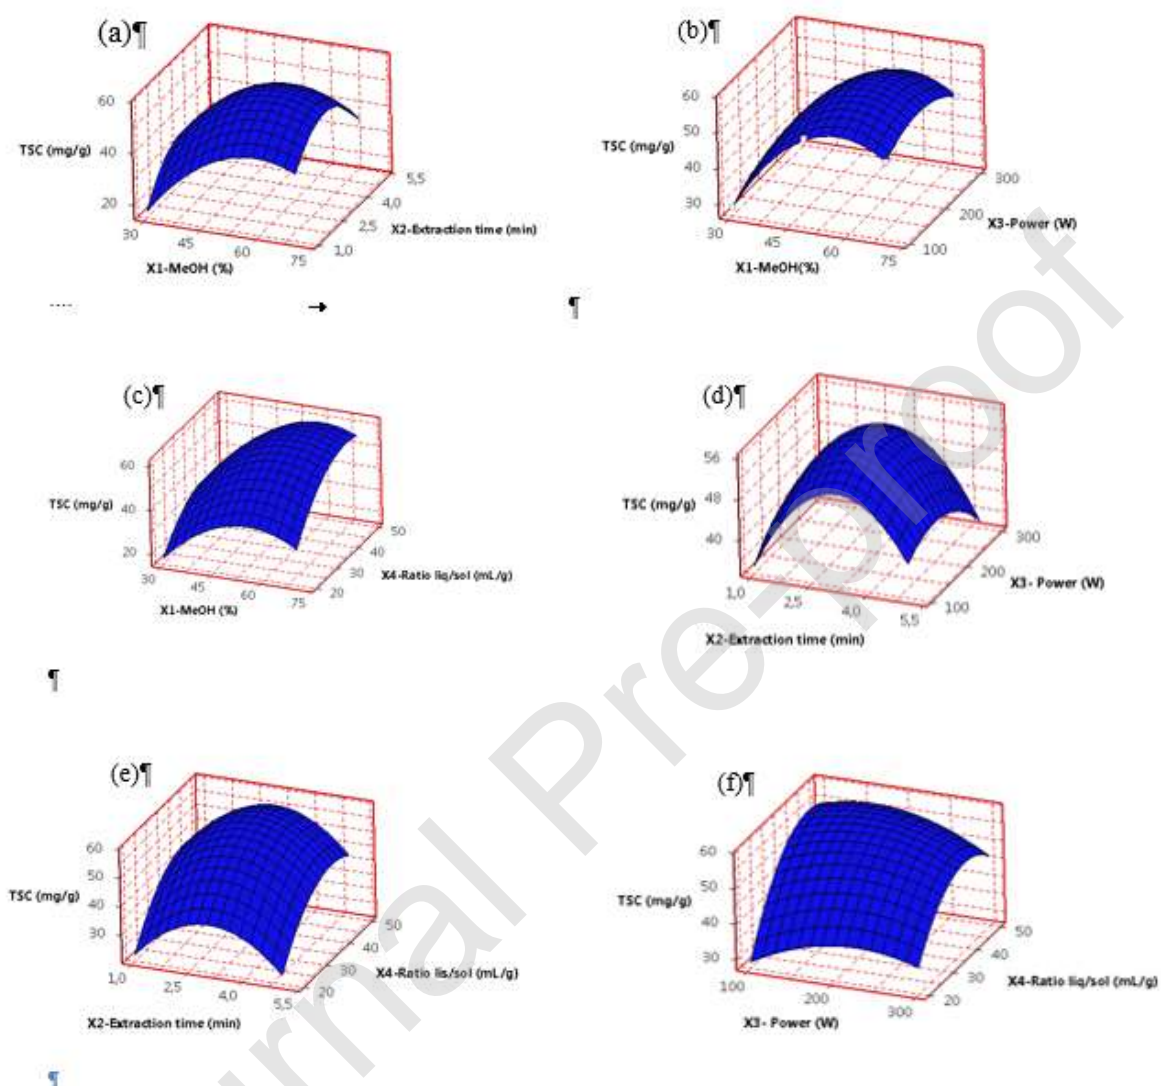 (a)¶
60
TSC (mg/g) 40
20
30
45
60
75
X1-MeOH (%)
1,0
2,5
4,0
5,5
X2-Extraction time (min)
(b)¶
60
50
TSC (mg/g)
40
30
30
45
60
75
X1-MeOH(%)
100
200
300
X3-Power (W)
....
→
¶
(c)¶
60
TSC (mg/g) 40
20
30
45
60
75
X1-MeOH (%)
20
30
40
50
X4-Ratio liq/sol (mL/g)
(d)¶
56
TSC (mg/g) 48
40
1,0
2,5
4,0
5,5
X2-Extraction time (min)
100
200
300
X3- Power (W)
¶
(e)¶
60
50
TSC (mg/g) 40
30
1,0
2,5
4,0
5,5
X2-Extraction time (min)
20
30
40
50
X4-Ratio lis/sol (mL/g)
(f)¶
60
50
TSC (mg/g)
40
30
100
200
300
X3- Power (W)
20
30
40
50
X4-Ratio liq/sol (mL/g)
¶
urnal Pre-proof